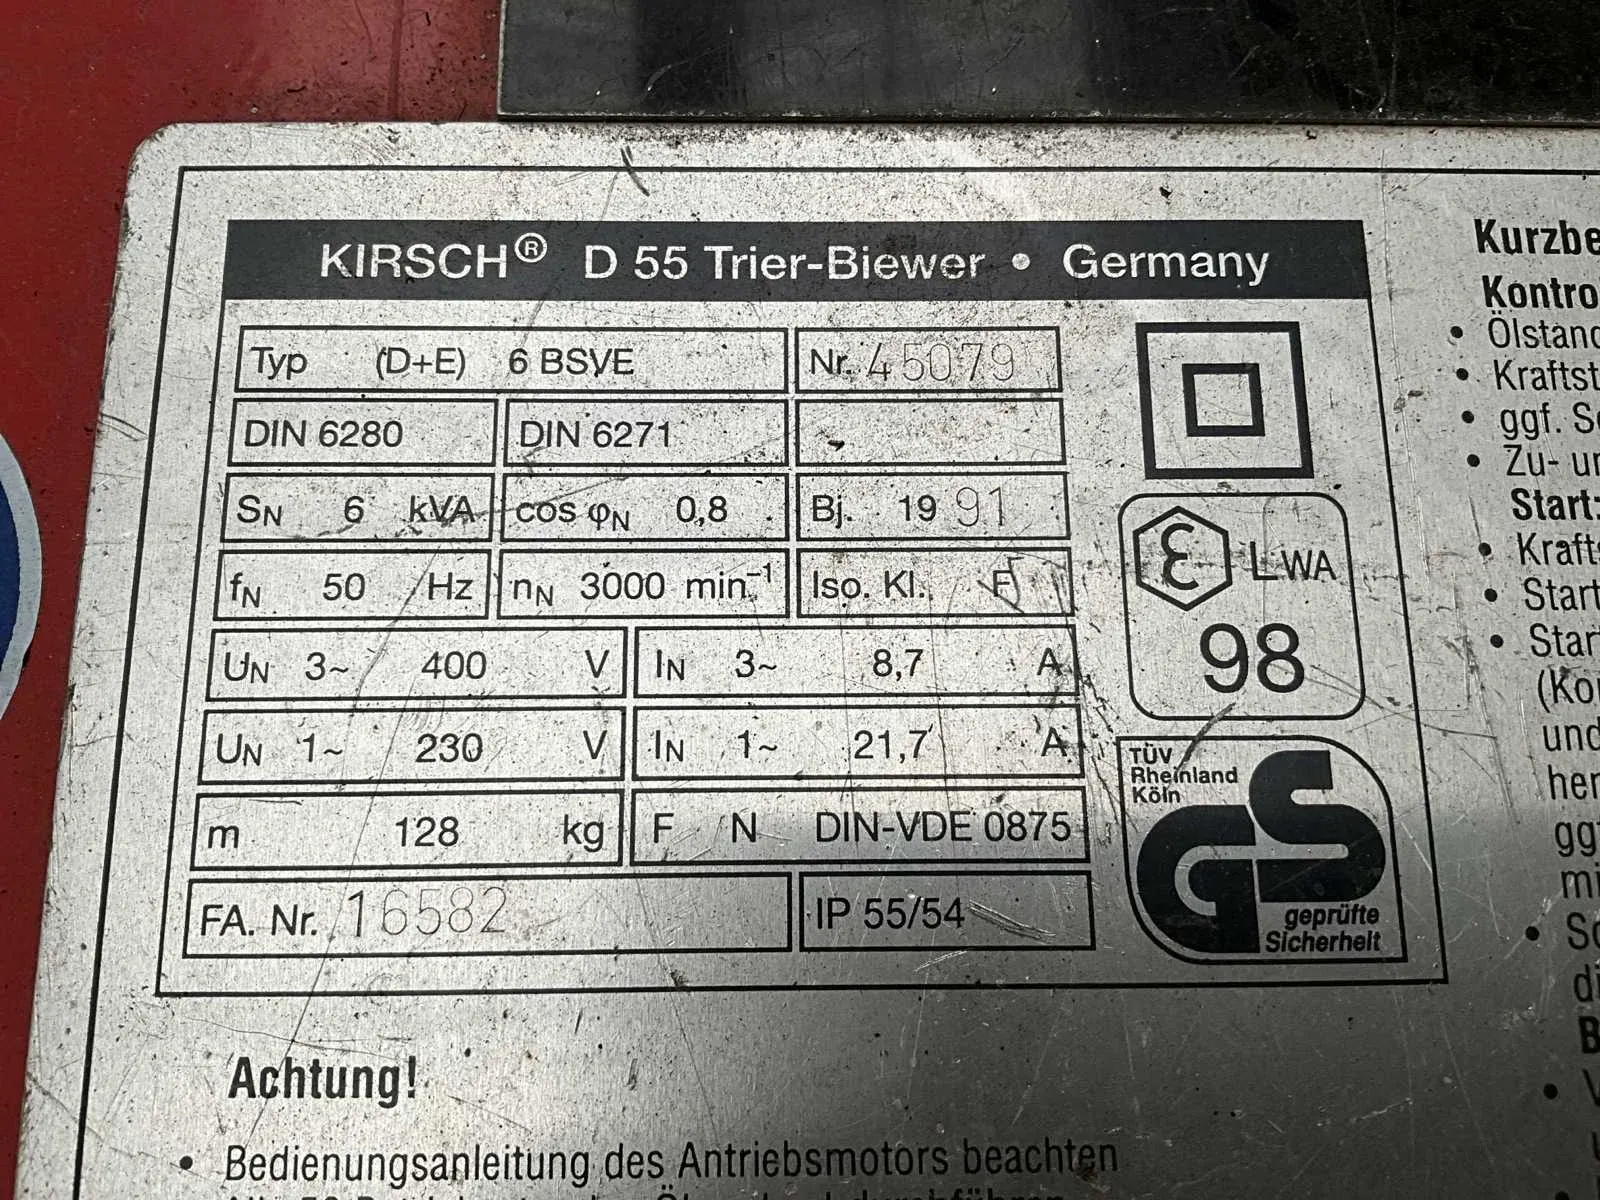 KIRSCH® D 55 Trier-Biewer • Germany
Typ (D+E) 6 BSVE Nr. 45079
DIN 6280 DIN 6271
SN 6 kVA cos φN 0,8 Bj. 1991
fN 50 Hz nN 3000 min⁻¹ Iso. Kl. F
UN 3~ 400 V IN 3~ 8,7 A
UN 1~ 230 V IN 1~ 21,7 A
m 128 kg F N DIN-VDE 0875
FA. Nr. 16582 IP 55/54
ε LWA
98
TÜV
Rheinland
Köln
GS
geprüfte
Sicherheit
Achtung!
• Bedienungsanleitung des Antriebsmotors beachten
Kurzbe
Kontro
• Ölstand
• Kraftst
• ggf. Sc
• Zu- un
Start:
• Krafts
• Start
• Star
(Ko
und
her
gg
mi
• Sc
di
B